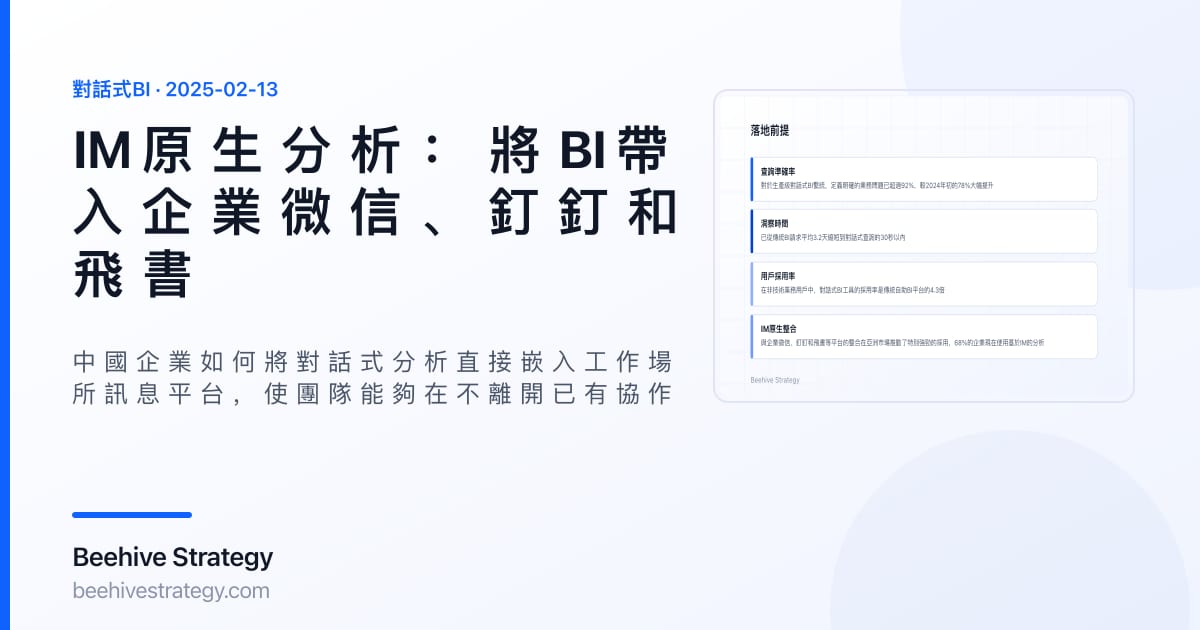 對話式BI · 2025-02-13
IM原生分析：將BI帶
入企業微信、釘釘和
飛書
中國企業如何將對話式分析直接嵌入工作場
所訊息平台，使團隊能夠在不離開已有協作
Beehive Strategy
beehivestrategy.com
落地前提
查詢準確率
對於生產級對話式BI系統，定義明確的業務問題已超過92%，較2024年初的78%大幅提升
洞察時間
已從傳統BI請求平均3.2天縮短到對話式查詢的30秒以內
用戶採用率
在非技術業務用戶中，對話式BI工具的採用率是傳統自助BI平台的4.3倍
IM原生整合
與企業微信、釘釘和飛書等平台的整合在亞洲市場推動了特別強勁的採用，68%的企業現在使用基於IM的分析
Beehive Strategy